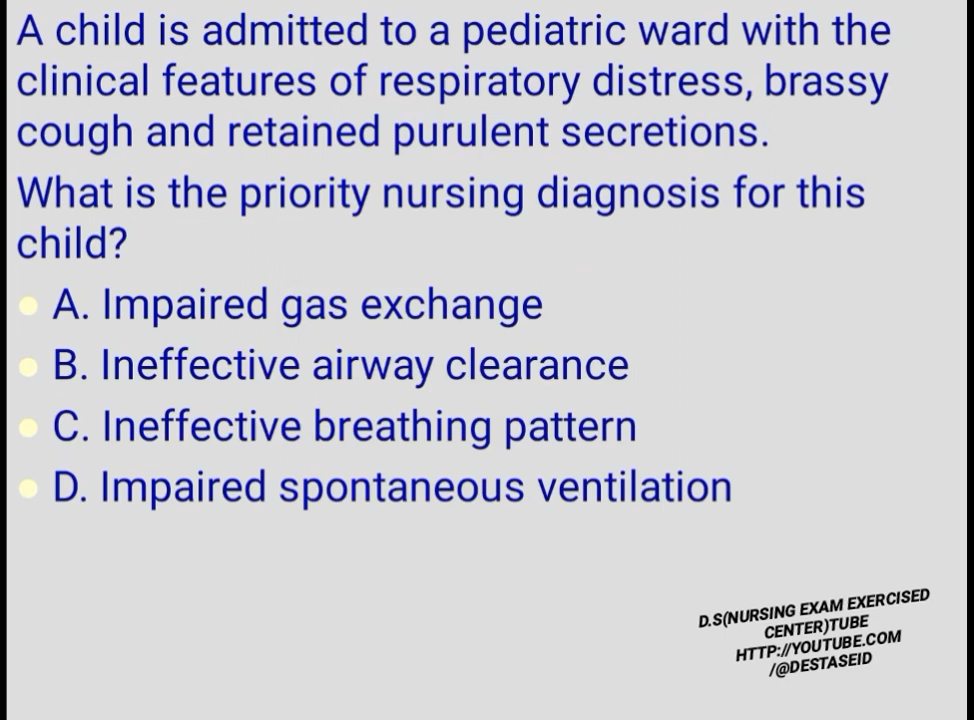 A child is admitted to a pediatric ward with the
clinical features of respiratory distress, brassy
cough and retained purulent secretions.
What is the priority nursing diagnosis for this
child?
A. Impaired gas exchange
B. Ineffective airway clearance
C. Ineffective breathing pattern
D. Impaired spontaneous ventilation
D.S(NURSING EXAM EXERCISED
CENTER)TUBE
HTTP://YOUTUBE.COM
/@DESTASEID